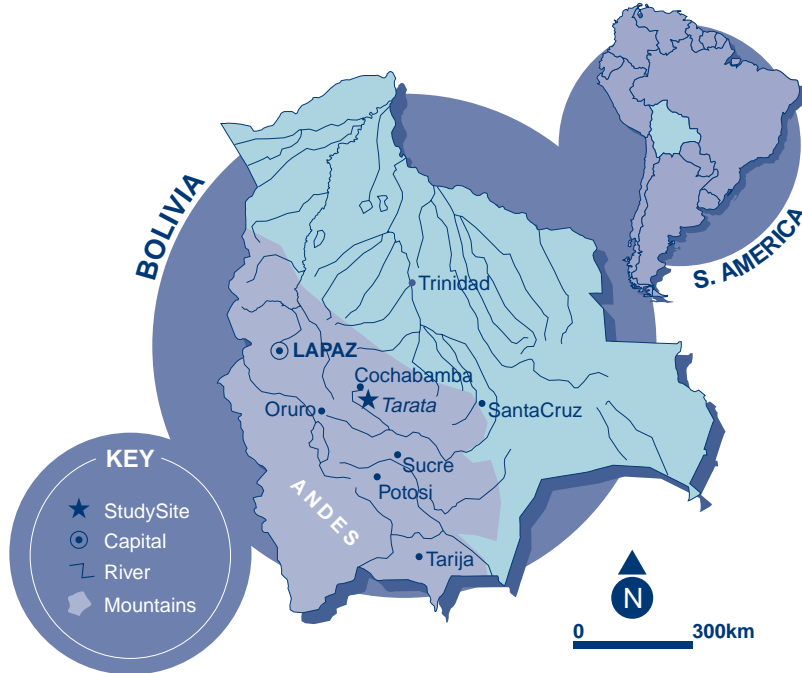 BOLIVIA
S. AMERICA
Trinidad
LAPAZ
Cochabamba
Tarata
Oruro
SantaCruz
Sucre
Potosi
ANDES
Tarija
KEY
StudySite
Capital
River
Mountains
N
0 300km